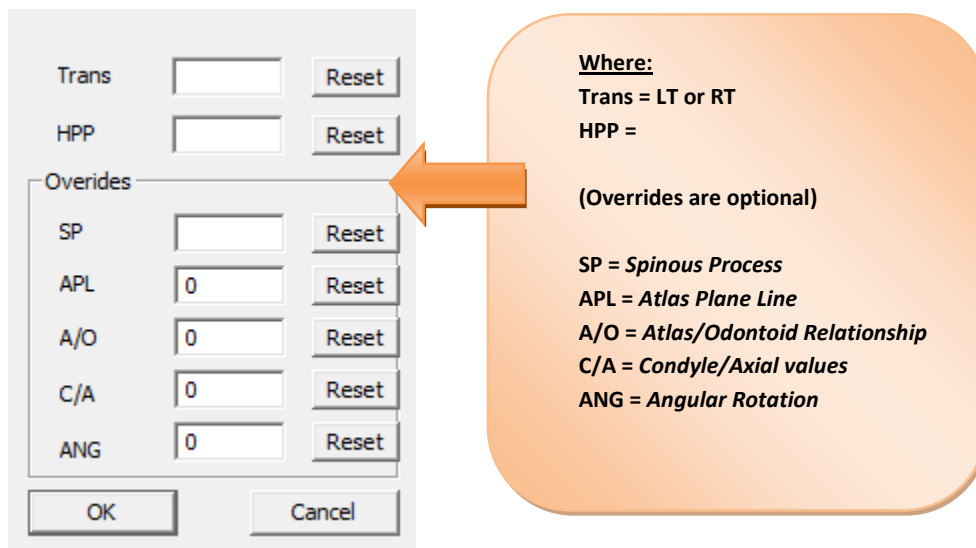 Trans Reset
HPP Reset
Overides
SP Reset
APL 0 Reset
A/O 0 Reset
C/A 0 Reset
ANG 0 Reset
OK Cancel
Where:
Trans = LT or RT
HPP =
(Overrides are optional)
SP = Spinous Process
APL = Atlas Plane Line
A/O = Atlas/Odontoid Relationship
C/A = Condyle/Axial values
ANG = Angular Rotation